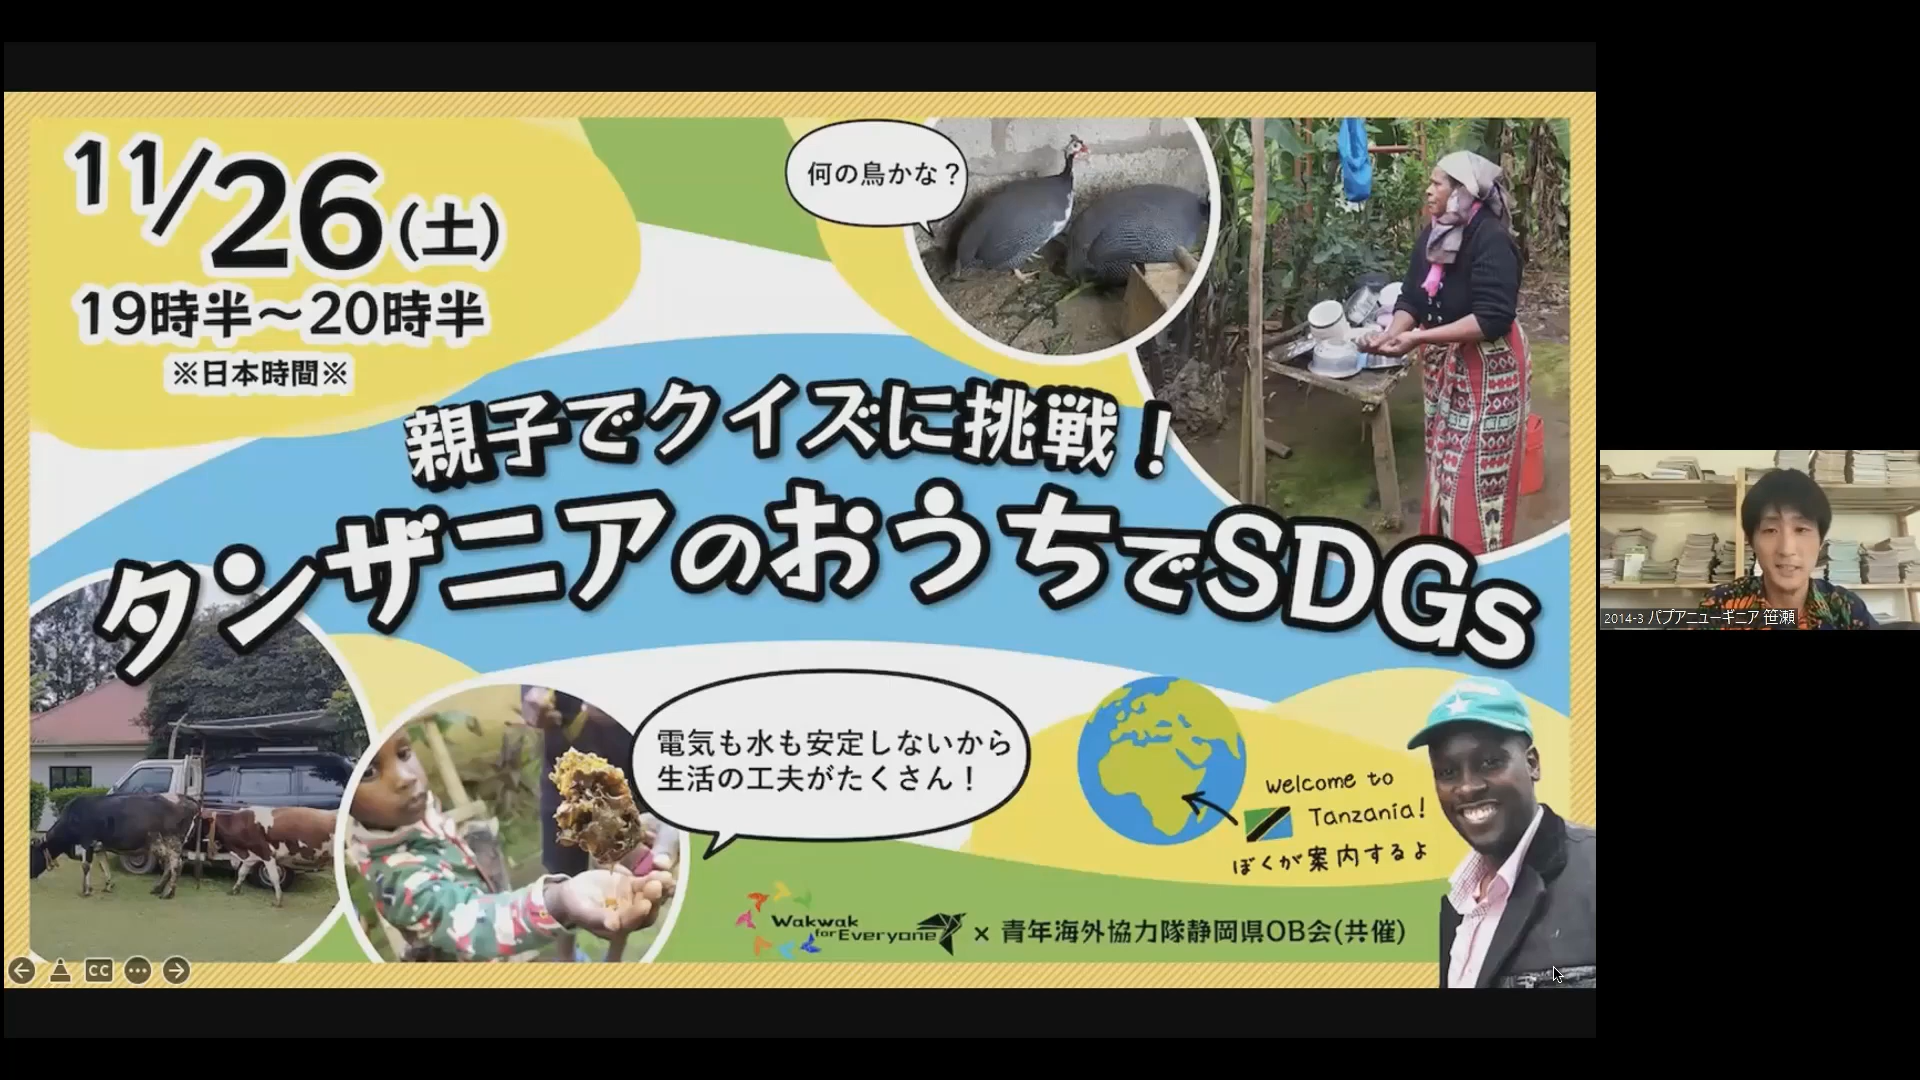 11/26(土)
19時半～20時半
※日本時間※
何の鳥かな?
親子でクイズに挑戦!
タンザニアのおうちでSDGs
電気も水も安定しないから
生活の工夫がたくさん!
Welcome to
Tanzania!
ぼくが案内するよ
Wakwak
for Everyone
× 青年海外協力隊静岡県OB会(共催)
CC
2014-3 パプアニューギニア 笹瀬